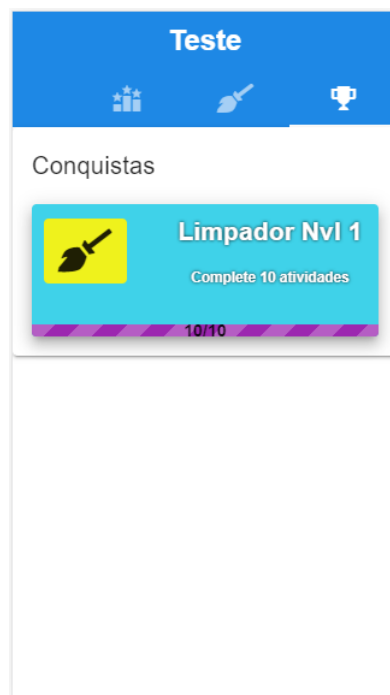 Teste
Conquistas
Limpador Nvl 1
Complete 10 atividades
10/10